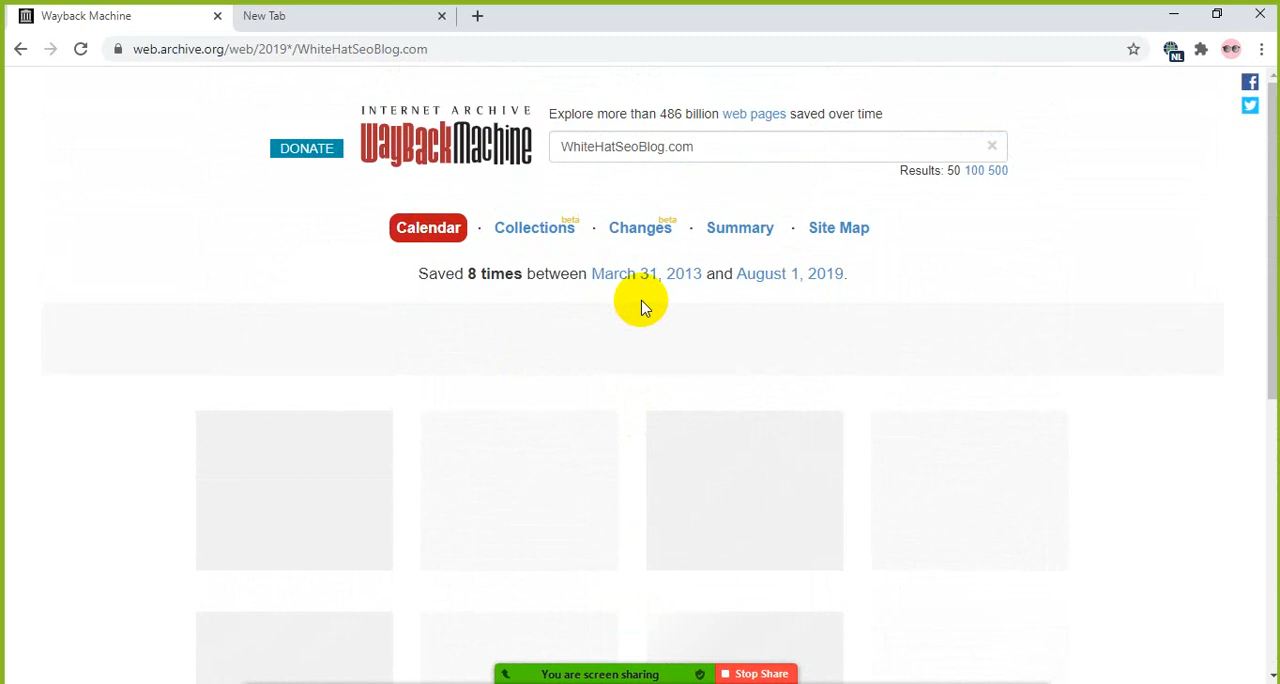 Wayback Machine
New Tab
web.archive.org/web/2019*/WhiteHatSeoBlog.com
NL
INTERNET ARCHIVE
WayBackMachine
DONATE
Explore more than 486 billion web pages saved over time
WhiteHatSeoBlog.com
Results: 50 100 500
Calendar · Collections beta · Changes beta · Summary · Site Map
Saved 8 times between March 31, 2013 and August 1, 2019.
You are screen sharing
Stop Share